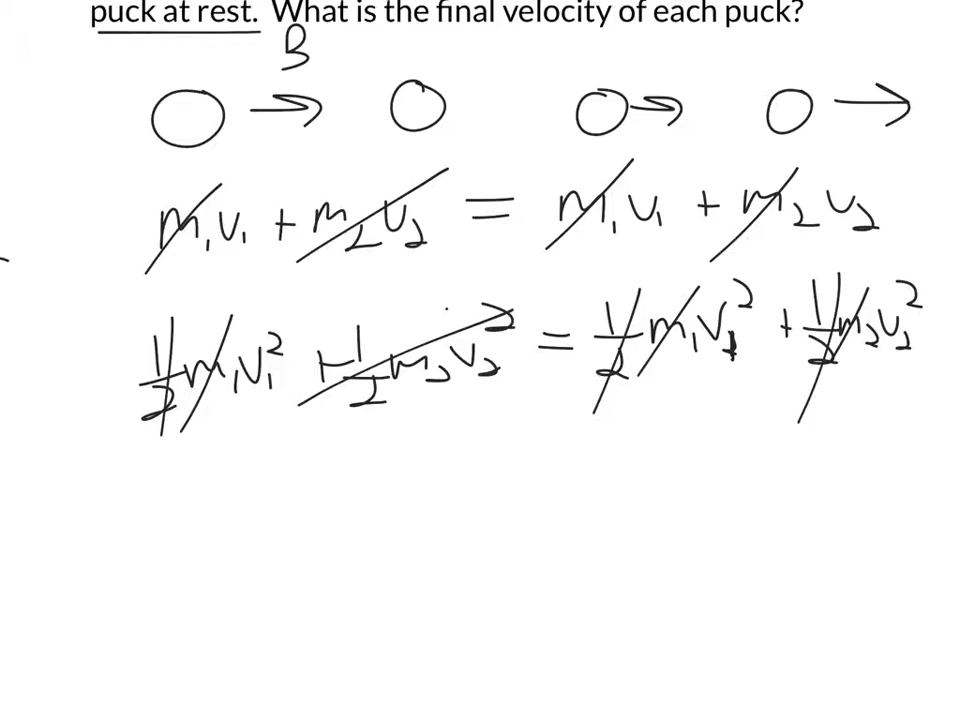 puck at rest. What is the final velocity of each puck?
B
m₁v₁ + m₂v₂ = m₁v₁ + m₂v₂
½m₁v₁² + ½m₂v₂² = ½m₁v₁² + ½m₂v₂²